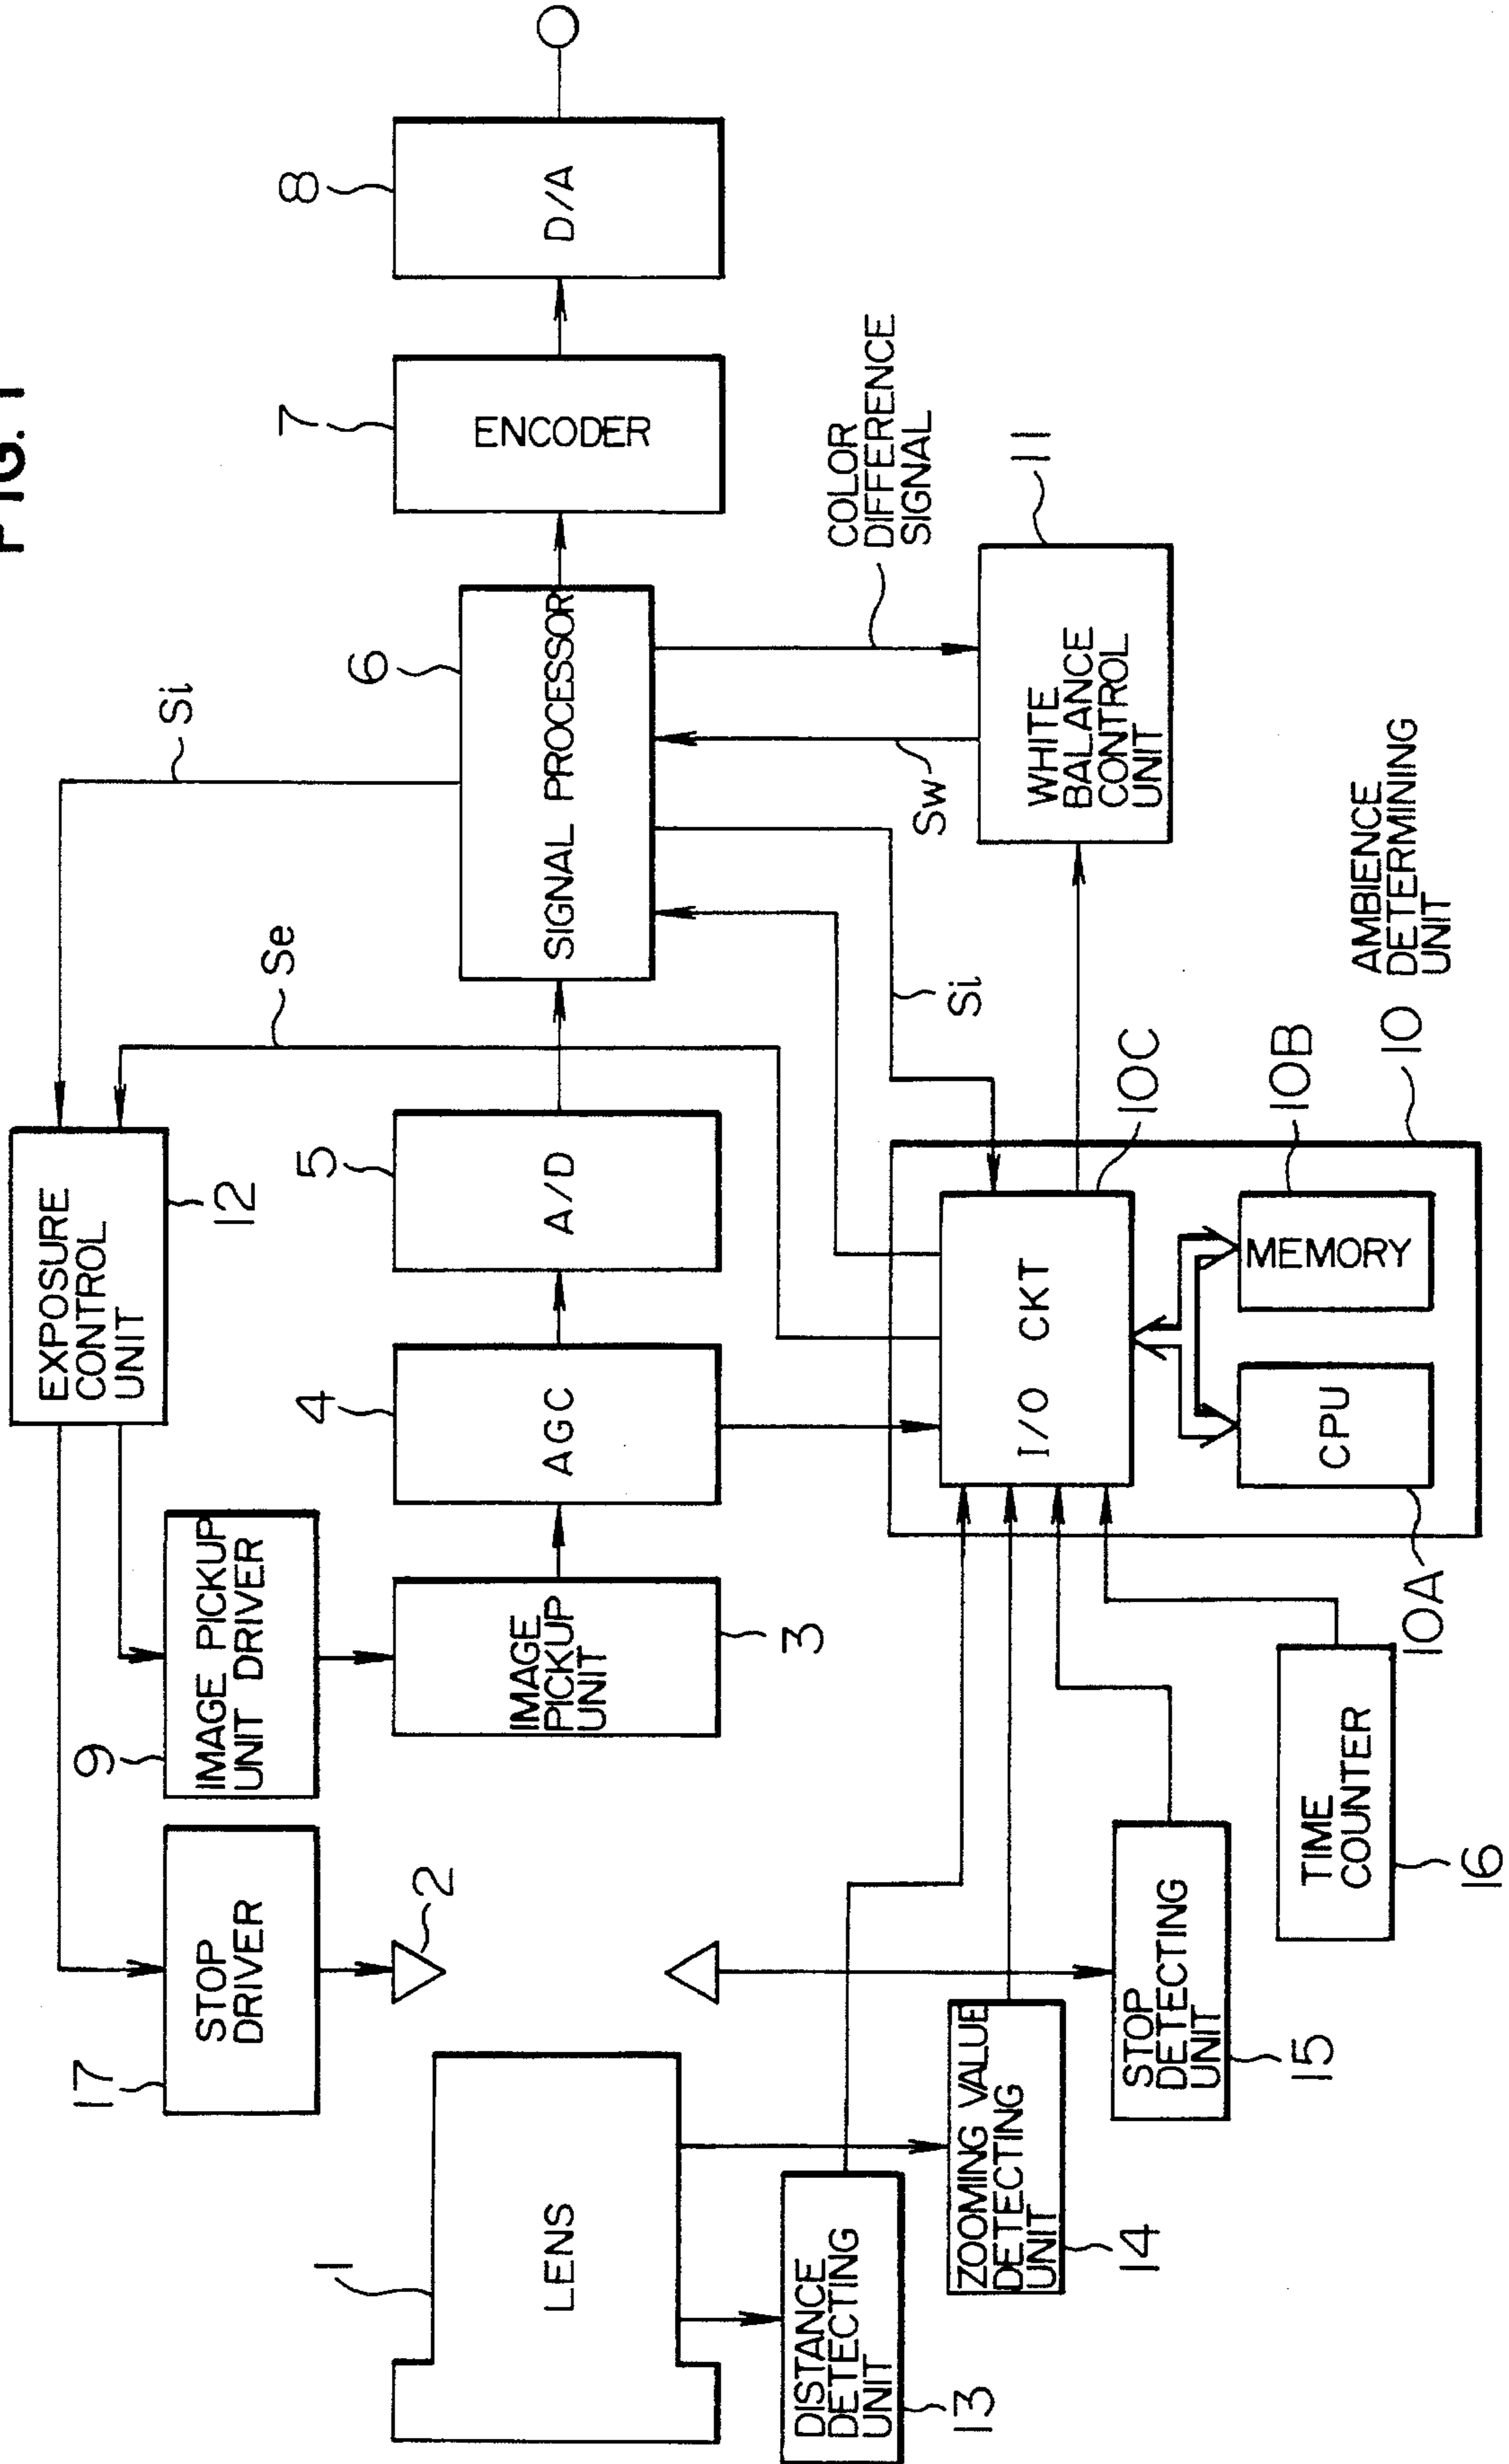 FIG. 1
EXPOSURE
CONTROL
UNIT
12
Si
Se
17
STOP
DRIVER
9
IMAGE PICKUP
UNIT DRIVER
1
LENS
2
IMAGE
PICKUP
UNIT
3
4
AGC
5
A/D
6
SIGNAL PROCESSOR
7
ENCODER
8
D/A
COLOR
DIFFERENCE
SIGNAL
Sw
Si
11
WHITE
BALANCE
CONTROL
UNIT
DISTANCE
DETECTING
UNIT
13
ZOOMING VALUE
DETECTING
UNIT
14
STOP
DETECTING
UNIT
15
TIME
COUNTER
16
I/O CKT
10C
CPU
10A
MEMORY
10B
10
AMBIENCE
DETERMINING
UNIT